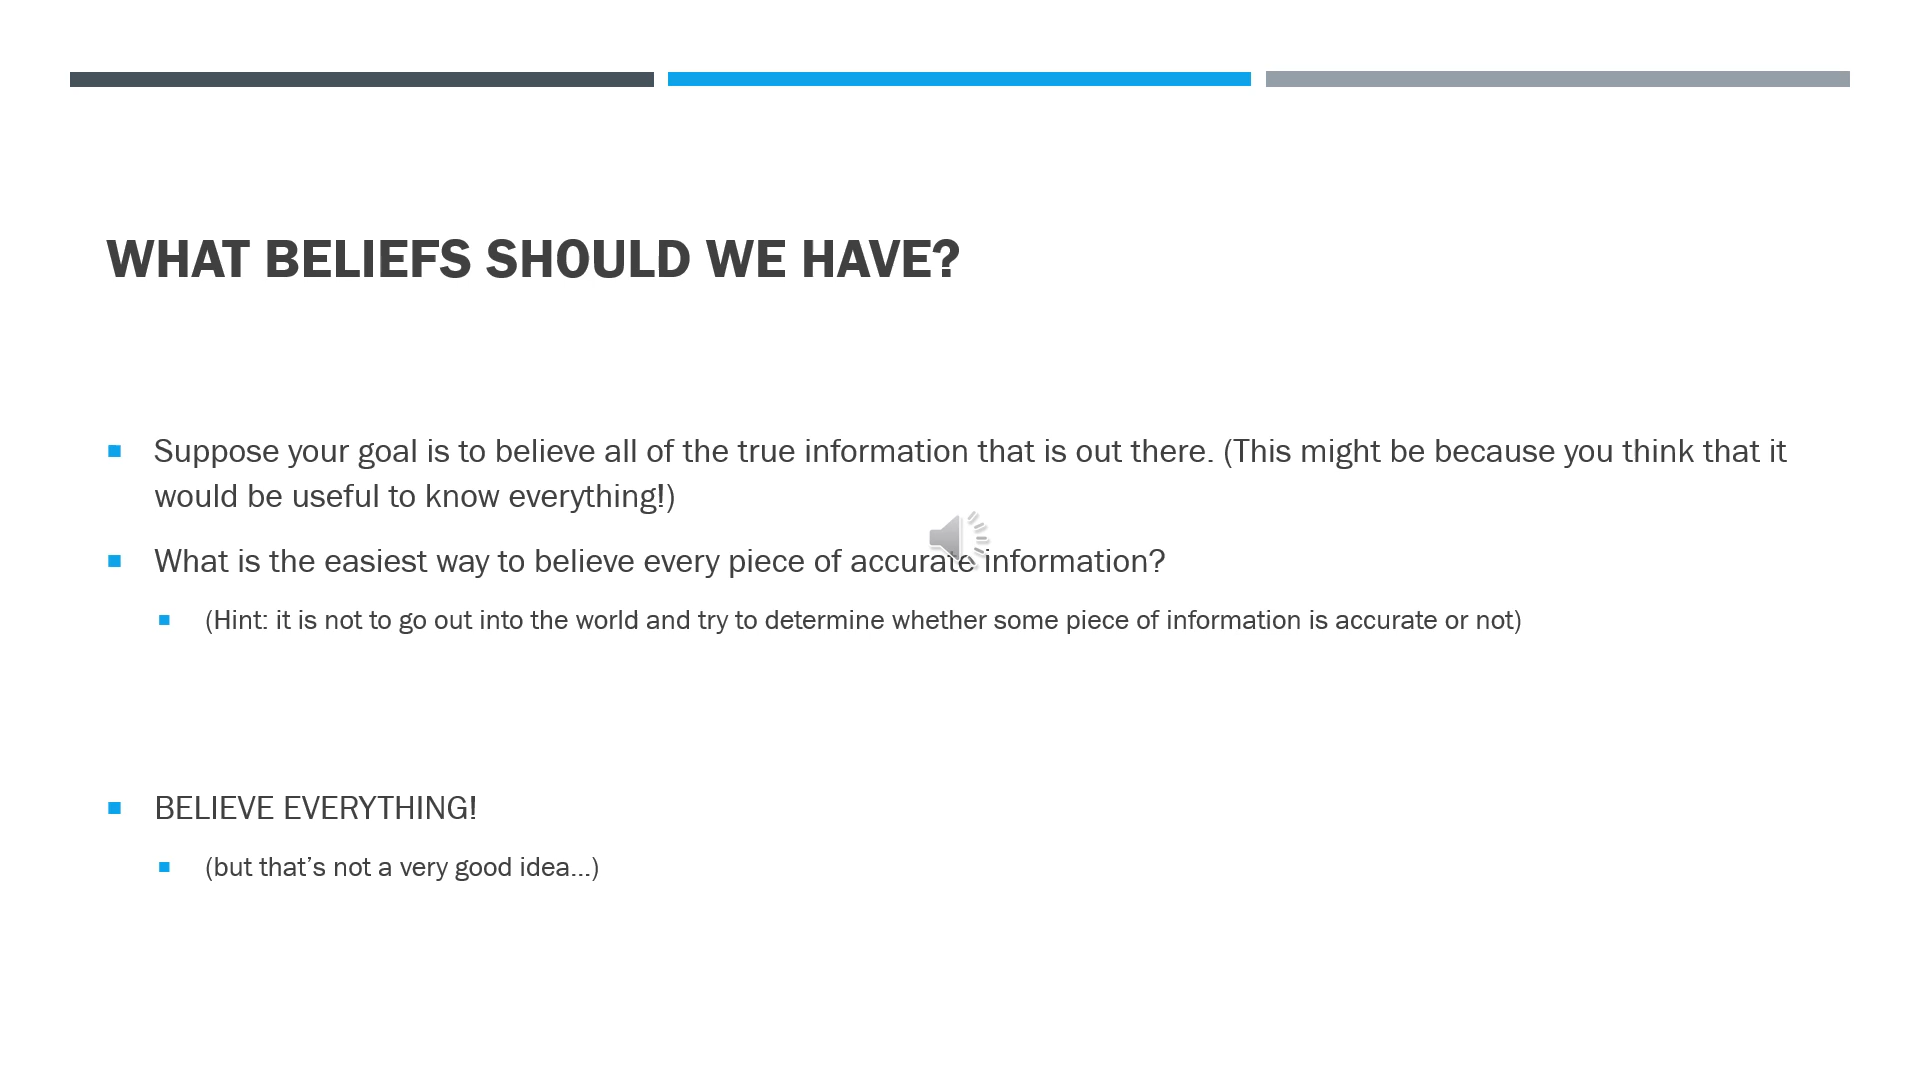 WHAT BELIEFS SHOULD WE HAVE?
Suppose your goal is to believe all of the true information that is out there. (This might be because you think that it
would be useful to know everything!)
What is the easiest way to believe every piece of accurate information?
(Hint: it is not to go out into the world and try to determine whether some piece of information is accurate or not)
BELIEVE EVERYTHING!
(but that’s not a very good idea…)